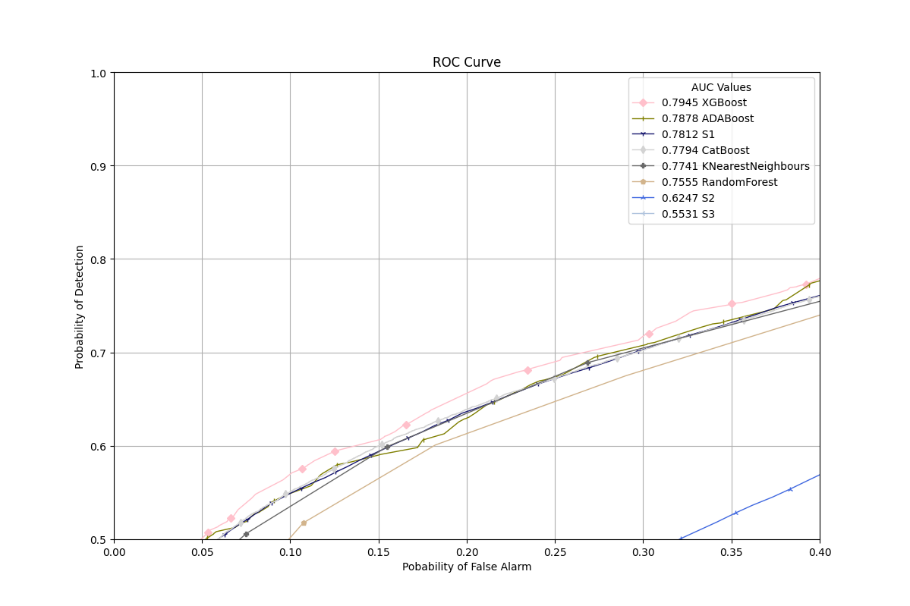 ROC Curve
AUC Values
0.7945 XGBoost
0.7878 ADABoost
0.7812 S1
0.7794 CatBoost
0.7741 KNearestNeighbours
0.7555 RandomForest
0.6247 S2
0.5531 S3
Probability of Detection
1.0
0.9
0.8
0.7
0.6
0.5
0.00 0.05 0.10 0.15 0.20 0.25 0.30 0.35 0.40
Pobability of False Alarm